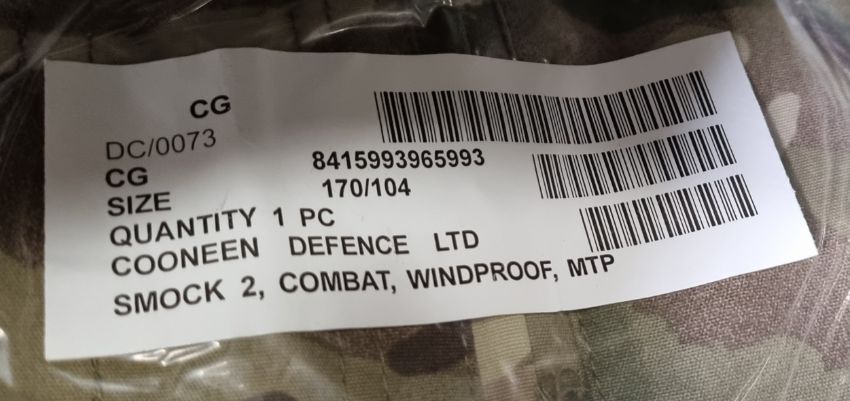 CG
DC/0073
CG 8415993965993
SIZE 170/104
QUANTITY 1 PC
COONEEN DEFENCE LTD
SMOCK 2, COMBAT, WINDPROOF, MTP